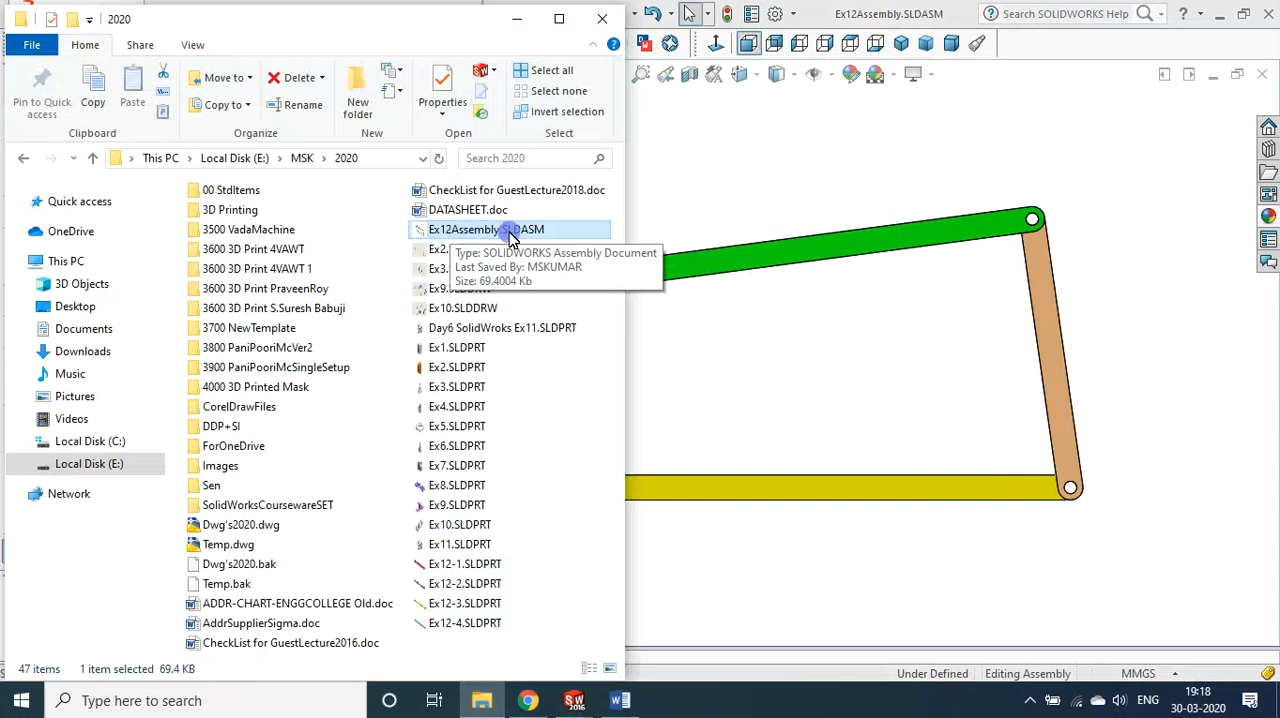 2020
Ex12Assembly.SLDASM
Search SOLIDWORKS Help
File
Home
Share
View
Pin to Quick access
Copy
Paste
Clipboard
Move to
Copy to
Delete
Rename
Organize
New folder
New
Properties
Open
Select all
Select none
Invert selection
Select
This PC
Local Disk (E:)
MSK
2020
Search 2020
Quick access
OneDrive
This PC
3D Objects
Desktop
Documents
Downloads
Music
Pictures
Videos
Local Disk (C:)
Local Disk (E:)
Network
00 StdItems
3D Printing
3500 VadaMachine
3600 3D Print 4VAWT
3600 3D Print 4VAWT 1
3600 3D Print PraveenRoy
3600 3D Print S.Suresh Babuji
3700 NewTemplate
3800 PaniPooriMcVer2
3900 PaniPooriMcSingleSetup
4000 3D Printed Mask
CorelDrawFiles
DDP+SI
ForOneDrive
Images
Sen
SolidWorksCoursewareSET
Dwg's2020.dwg
Temp.dwg
Dwg's2020.bak
Temp.bak
ADDR-CHART-ENGGCOLLEGE Old.doc
AddrSupplierSigma.doc
CheckList for GuestLecture2016.doc
CheckList for GuestLecture2018.doc
DATASHEET.doc
Ex12Assembly.SLDASM
Ex2.
Ex3.
Ex9.SLDDRW
Ex10.SLDDRW
Day6 SolidWroks Ex11.SLDPRT
Ex1.SLDPRT
Ex2.SLDPRT
Ex3.SLDPRT
Ex4.SLDPRT
Ex5.SLDPRT
Ex6.SLDPRT
Ex7.SLDPRT
Ex8.SLDPRT
Ex9.SLDPRT
Ex10.SLDPRT
Ex11.SLDPRT
Ex12-1.SLDPRT
Ex12-2.SLDPRT
Ex12-3.SLDPRT
Ex12-4.SLDPRT
Type: SOLIDWORKS Assembly Document
Last Saved By: MSKUMAR
Size: 69.4004 Kb
47 items
1 item selected 69.4 KB
Under Defined
Editing Assembly
MMGS
Type here to search
SW
2016
ENG
19:18
30-03-2020